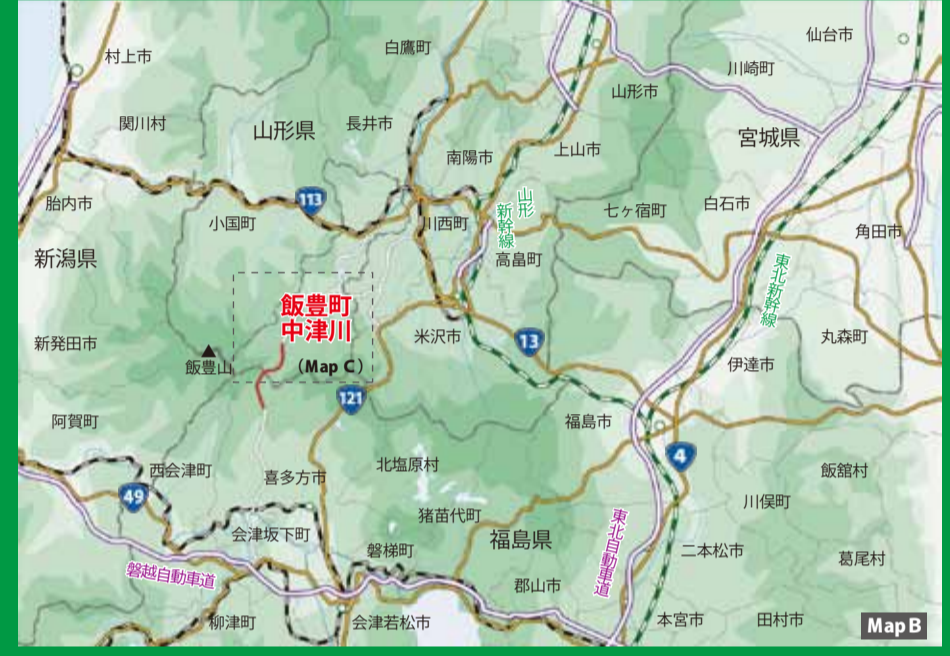 仙台市
白鷹町
村上市
川崎町
山形市
関川村
山形県
長井市
宮城県
南陽市
上山市
113
胎内市
小国町
川西町
山形
新幹線
七ヶ宿町
白石市
角田市
新潟県
高畠町
東北新幹線
飯豊町
中津川
(Map C)
新発田市
飯豊山
米沢市
13
丸森町
伊達市
121
阿賀町
福島市
4
西会津町
喜多方市
北塩原村
飯舘村
49
川俣町
猪苗代町
会津坂下町
福島県
東北自動車道
磐梯町
二本松市
葛尾村
磐越自動車道
郡山市
柳津町
会津若松市
本宮市
田村市
Map B